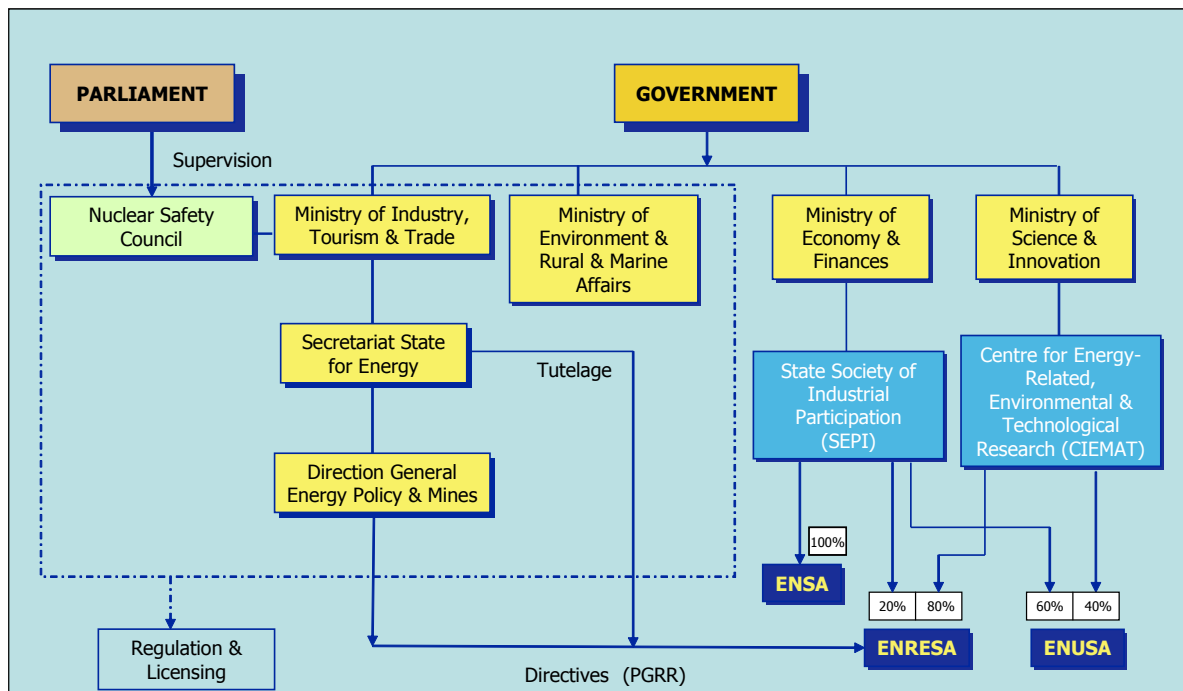 PARLIAMENT
GOVERNMENT
Supervision
Nuclear Safety
Council
Ministry of Industry,
Tourism & Trade
Ministry of
Environment &
Rural & Marine
Affairs
Ministry of
Economy &
Finances
Ministry of
Science &
Innovation
Secretariat State
for Energy
Tutelage
State Society of
Industrial
Participation
(SEPI)
Centre for Energy-
Related,
Environmental &
Technological
Research (CIEMAT)
Direction General
Energy Policy & Mines
100%
ENSA
20%
80%
60%
40%
Regulation &
Licensing
ENRESA
ENUSA
Directives (PGRR)